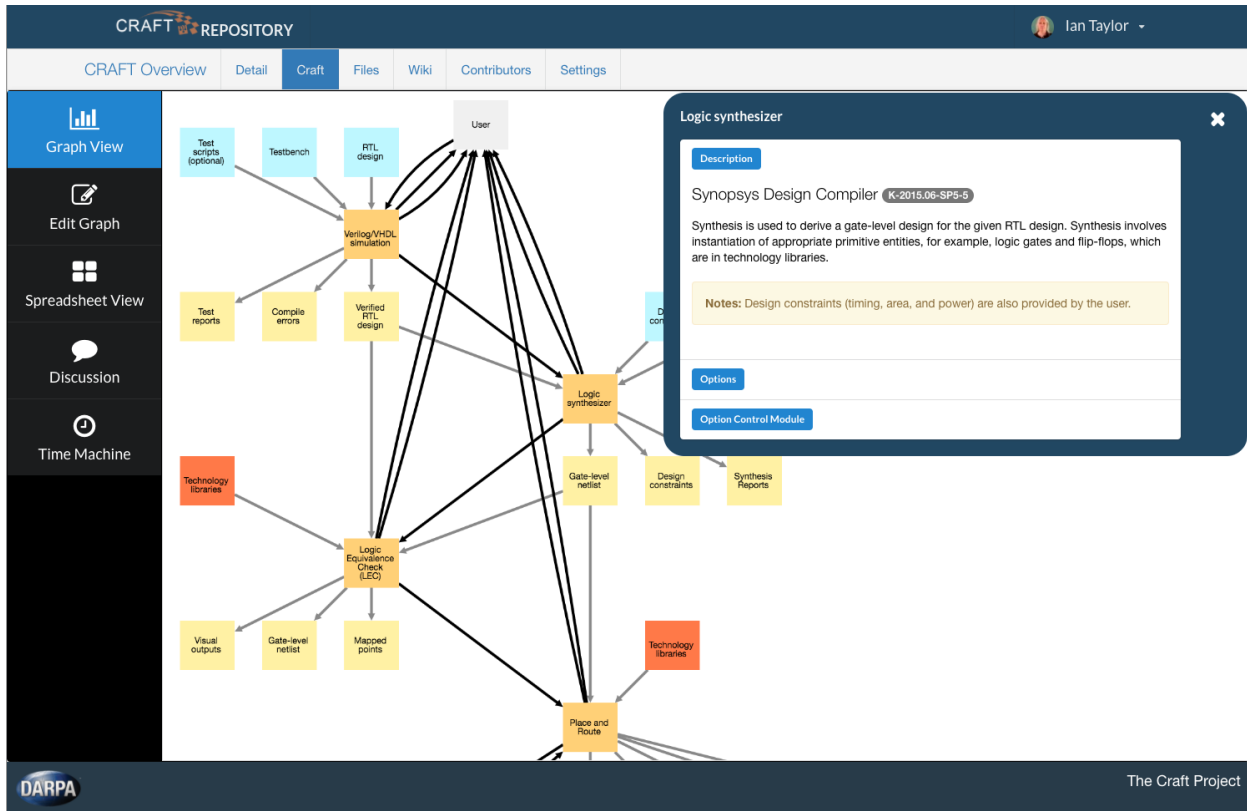 CRAFT REPOSITORY
Ian Taylor
CRAFT Overview
Detail
Craft
Files
Wiki
Contributors
Settings
Graph View
Edit Graph
Spreadsheet View
Discussion
Time Machine
User
Test
scripts
(optional)
Testbench
RTL
design
Verilog/VHDL
simulation
Test
reports
Compile
errors
Verified
RTL
design
Logic
synthesizer
Technology
libraries
Gate-level
netlist
Design
constraints
Synthesis
Reports
Logic
Equivalence
Check
(LEC)
Visual
outputs
Gate-level
netlist
Mapped
points
Technology
libraries
Place and
Route
Logic synthesizer
Description
Synopsys Design Compiler K-2015.06-SP5-5
Synthesis is used to derive a gate-level design for the given RTL design. Synthesis involves
instantiation of appropriate primitive entities, for example, logic gates and flip-flops, which
are in technology libraries.
Notes: Design constraints (timing, area, and power) are also provided by the user.
Options
Option Control Module
DARPA
The Craft Project